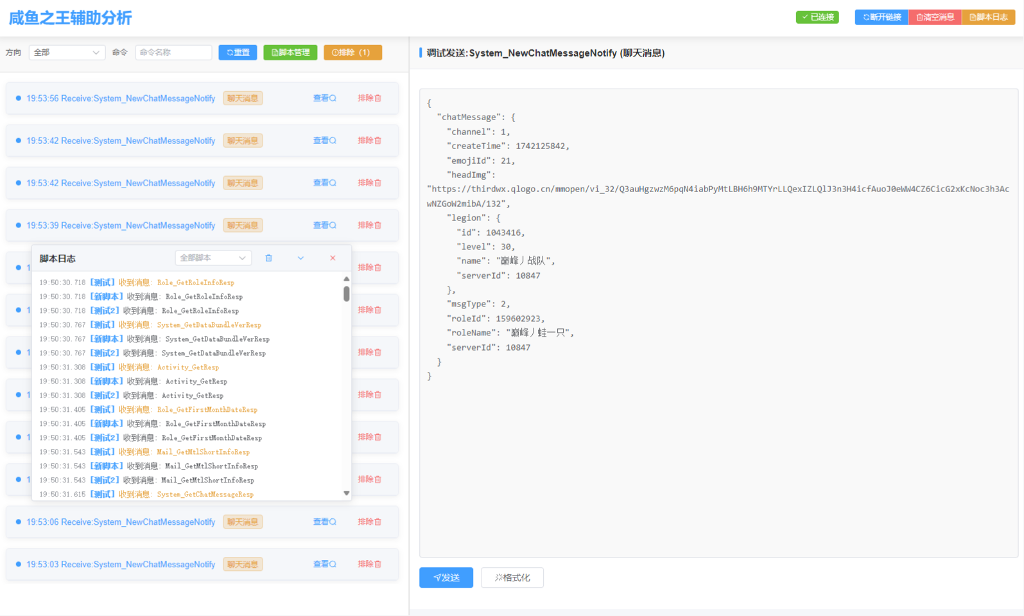 咸鱼之王辅助分析
已连接 断开链接 清空消息 脚本日志
方向 全部 命令 命令名称 重置 脚本管理 排除（1）
19:53:56 Receive:System_NewChatMessageNotify 聊天消息 查看 排除
19:53:42 Receive:System_NewChatMessageNotify 聊天消息 查看 排除
19:53:42 Receive:System_NewChatMessageNotify 聊天消息 查看 排除
19:53:39 Receive:System_NewChatMessageNotify 聊天消息 查看 排除
排除
排除
排除
排除
排除
排除
脚本日志 全部脚本
19:50:30.718 [测试] 收到消息: Role_GetRoleInfoResp
19:50:30.718 [新脚本] 收到消息: Role_GetRoleInfoResp
19:50:30.718 [测试2] 收到消息: Role_GetRoleInfoResp
19:50:30.767 [测试] 收到消息: System_GetDataBundleVerResp
19:50:30.767 [新脚本] 收到消息: System_GetDataBundleVerResp
19:50:30.767 [测试2] 收到消息: System_GetDataBundleVerResp
19:50:31.308 [测试] 收到消息: Activity_GetResp
19:50:31.308 [新脚本] 收到消息: Activity_GetResp
19:50:31.308 [测试2] 收到消息: Activity_GetResp
19:50:31.405 [测试] 收到消息: Role_GetFirstMonthDateResp
19:50:31.405 [新脚本] 收到消息: Role_GetFirstMonthDateResp
19:50:31.405 [测试2] 收到消息: Role_GetFirstMonthDateResp
19:50:31.543 [测试] 收到消息: Mail_GetMtlShortInfoResp
19:50:31.543 [新脚本] 收到消息: Mail_GetMtlShortInfoResp
19:50:31.543 [测试2] 收到消息: Mail_GetMtlShortInfoResp
19:50:31.615 [测试] 收到消息: System_GetChatMessageResp
19:53:06 Receive:System_NewChatMessageNotify 聊天消息 查看 排除
19:53:03 Receive:System_NewChatMessageNotify 聊天消息 查看 排除
调试发送:System_NewChatMessageNotify (聊天消息)
{
"chatMessage": {
"channel": 1,
"createTime": 1742125842,
"emojiId": 21,
"headImg":
"https://thirdwx.qlogo.cn/mmopen/vi_32/Q3auHgzwzM6pqN4iabPyMtLBH6h9MTYrLLQexIZLQlJ3n3H4icfAuoJ0eWW4CZ6CicG2xKcNoc3h3Ac
wNZGoW2mibA/132",
"legion": {
"id": 1043416,
"level": 30,
"name": "巅峰丿战队",
"serverId": 10847
},
"msgType": 2,
"roleId": 159602923,
"roleName": "巅峰丿蛙一只",
"serverId": 10847
}
}
发送 格式化